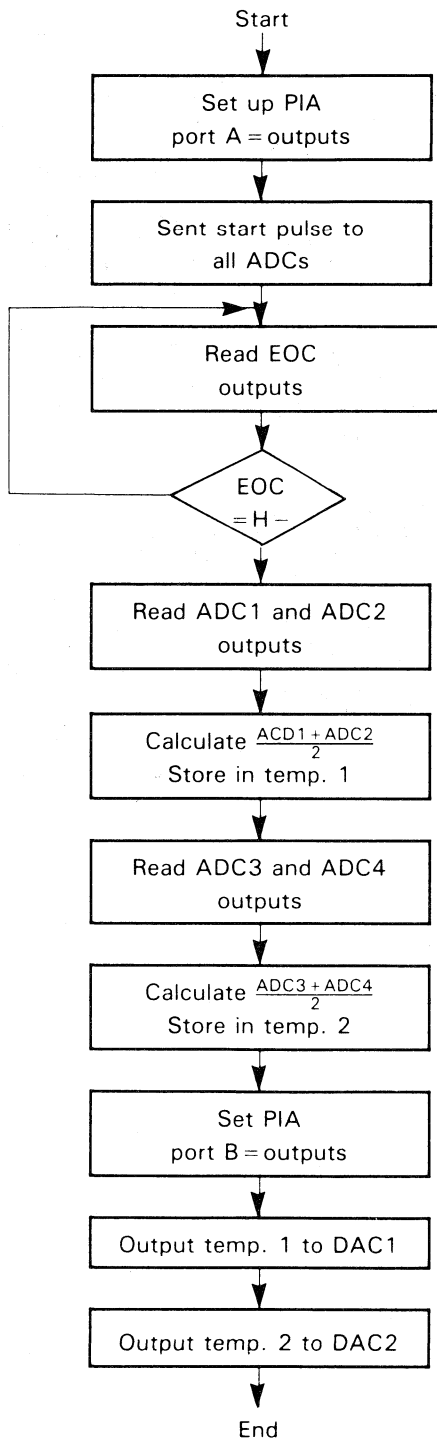 Start
Set up PIA
port A = outputs
Sent start pulse to
all ADCs
Read EOC
outputs
EOC
= H –
Read ADC1 and ADC2
outputs
Calculate ACD1 + ADC2
2
Store in temp. 1
Read ADC3 and ADC4
outputs
Calculate ADC3 + ADC4
2
Store in temp. 2
Set PIA
port B = outputs
Output temp. 1 to DAC1
Output temp. 2 to DAC2
End